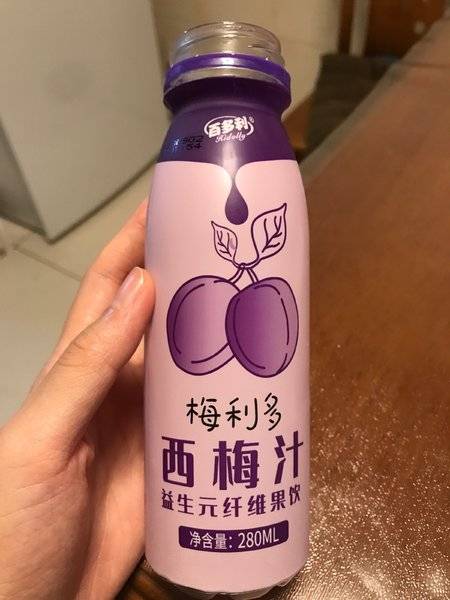 百多利®
Hidolly
梅利多
西梅汁
益生元纤维果饮
净含量：280ML